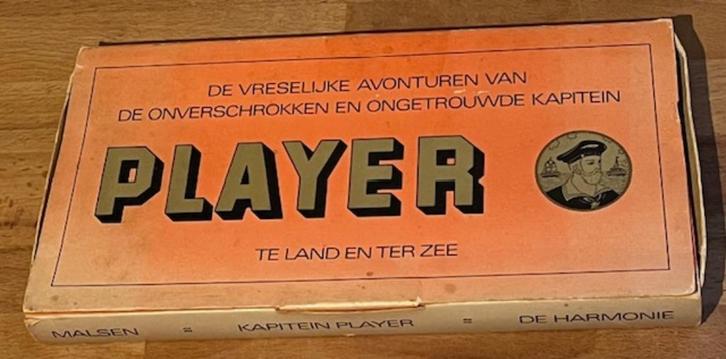 DE VRESELIJKE AVONTUREN VAN
DE ONVERSCHROKKEN EN ONGETROUWDE KAPITEIN
PLAYER
TE LAND EN TER ZEE
MALSEN = KAPITEIN PLAYER = DE HARMONIE